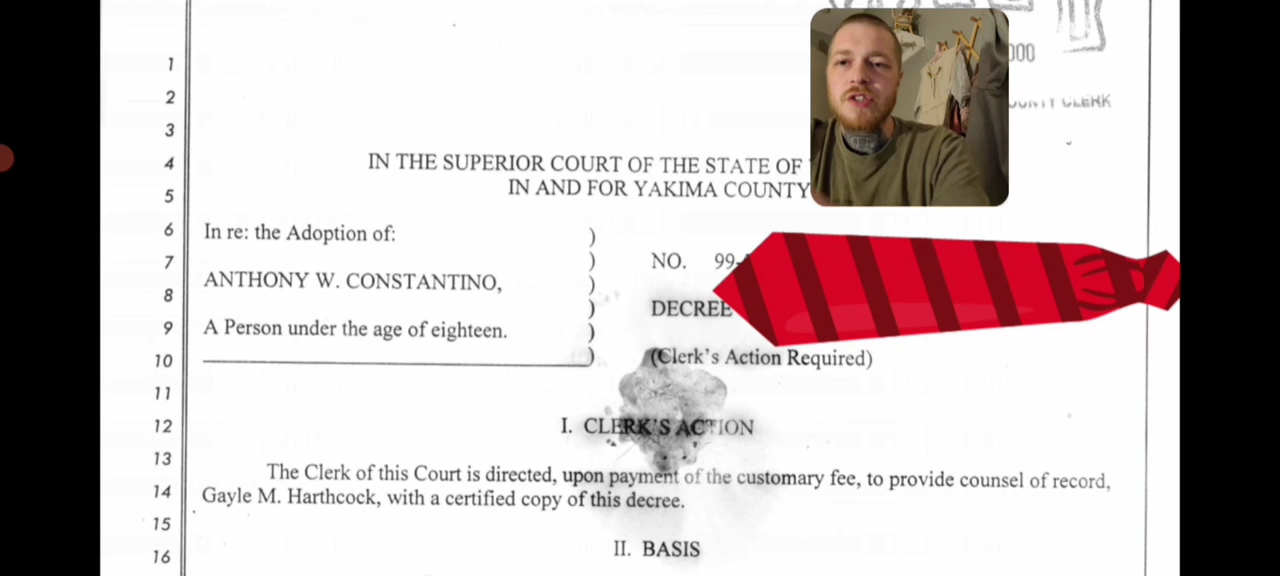 000
COUNTY CLERK
1
2
3
4 IN THE SUPERIOR COURT OF THE STATE OF
5 IN AND FOR YAKIMA COUNTY
6 In re: the Adoption of: )
7 ) NO. 99-
ANTHONY W. CONSTANTINO, )
8 ) DECREE
9 A Person under the age of eighteen. )
10 ) (Clerk's Action Required)
11
12 I. CLERK'S ACTION
13 The Clerk of this Court is directed, upon payment of the customary fee, to provide counsel of record,
14 Gayle M. Harthcock, with a certified copy of this decree.
15
16 II. BASIS